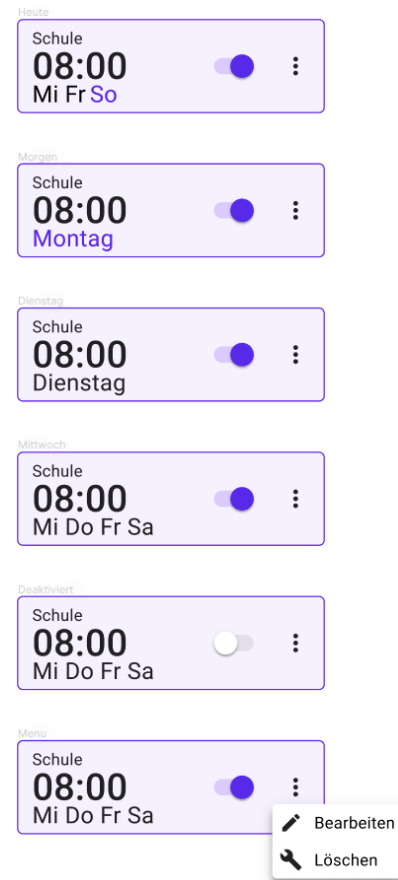 Heute
Schule
08:00
Mi Fr So
Morgen
Schule
08:00
Montag
Dienstag
Schule
08:00
Dienstag
Mittwoch
Schule
08:00
Mi Do Fr Sa
Deaktiviert
Schule
08:00
Mi Do Fr Sa
Menu
Schule
08:00
Mi Do Fr Sa
Bearbeiten
Löschen